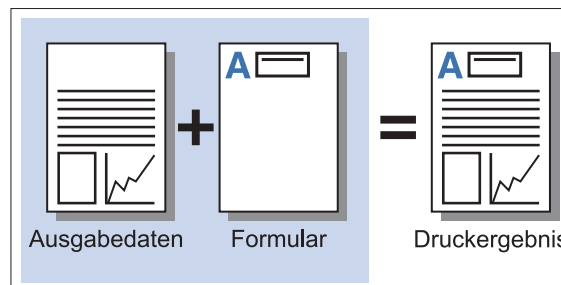 A
A
Ausgabedaten
Formular
Druckergebnis